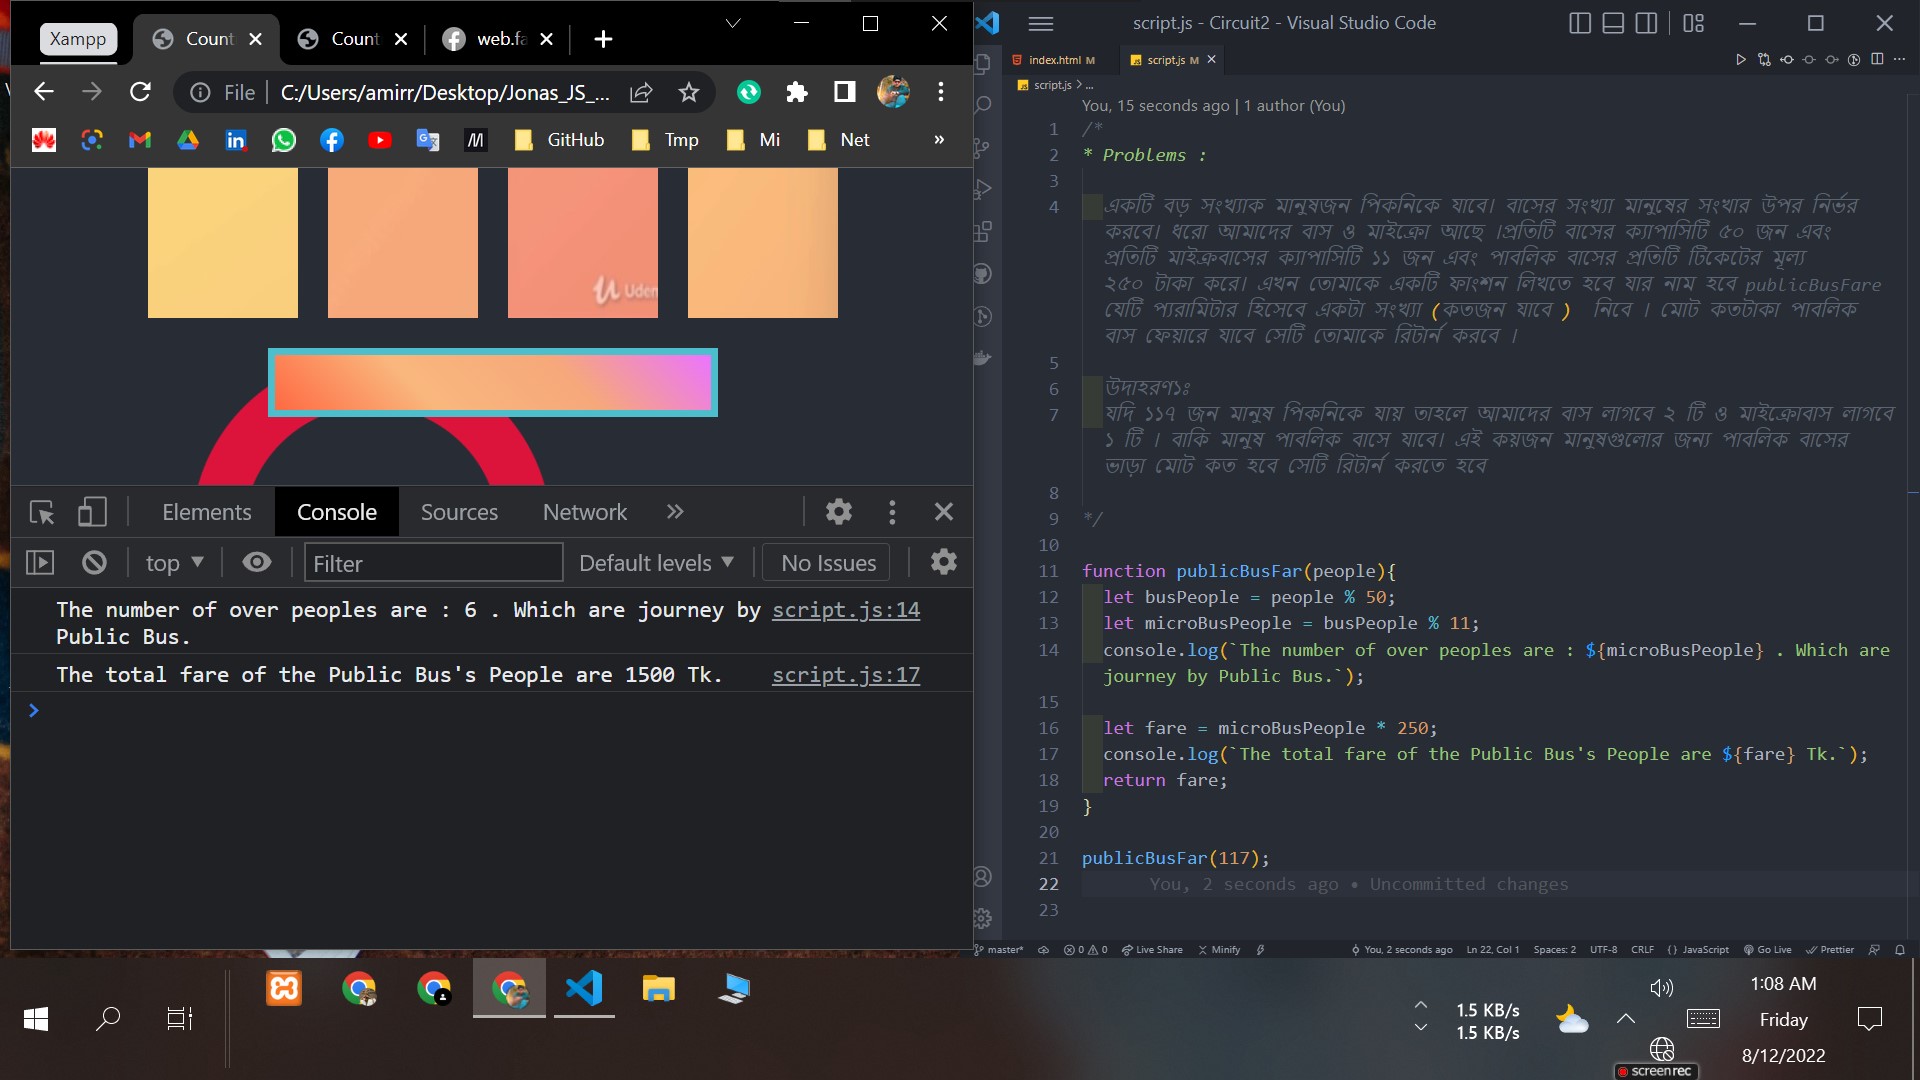 Xampp
Count
Count
web.fa
File
C:/Users/amirr/Desktop/Jonas_JS_...
GitHub
Tmp
Mi
Net
»
Udem
Elements
Console
Sources
Network
»
top
Filter
Default levels
No Issues
The number of over peoples are : 6 . Which are journey by script.js:14
Public Bus.
The total fare of the Public Bus's People are 1500 Tk. script.js:17
script.js - Circuit2 - Visual Studio Code
index.html M
script.js M
script.js > ...
You, 15 seconds ago | 1 author (You)
1 /*
2 * Problems :
3
4 একটি বড় সংখ্যাক মানুষজন পিকনিকে যাবে। বাসের সংখ্যা মানুষের সংখার উপর নির্ভর
করবে। ধরো আমাদের বাস ও মাইক্রো আছে ।প্রতিটি বাসের ক্যাপাসিটি ৫০ জন এবং
প্রতিটি মাইক্রবাসের ক্যাপাসিটি ১১ জন এবং পাবলিক বাসের প্রতিটি টিকেটের মূল্য
২৫০ টাকা করে। এখন তোমাকে একটি ফাংশন লিখতে হবে যার নাম হবে publicBusFare
যেটি প্যরামিটার হিসেবে একটা সংখ্যা (কতজন যাবে ) নিবে । মোট কতটাকা পাবলিক
বাস ফেয়ারে যাবে সেটি তোমাকে রিটার্ন করবে ।
5
6 উদাহরণ১ঃ
7 যদি ১১৭ জন মানুষ পিকনিকে যায় তাহলে আমাদের বাস লাগবে ২ টি ও মাইক্রোবাস লাগবে
১ টি । বাকি মানুষ পাবলিক বাসে যাবে। এই কয়জন মানুষগুলোর জন্য পাবলিক বাসের
ভাড়া মোট কত হবে সেটি রিটার্ন করতে হবে
8
9 */
10
11 function publicBusFar(people){
12 let busPeople = people % 50;
13 let microBusPeople = busPeople % 11;
14 console.log(`The number of over peoples are : ${microBusPeople} . Which are
journey by Public Bus.`);
15
16 let fare = microBusPeople * 250;
17 console.log(`The total fare of the Public Bus's People are ${fare} Tk.`);
18 return fare;
19 }
20
21 publicBusFar(117);
22 You, 2 seconds ago • Uncommitted changes
23
master*
0
0
Live Share
Minify
You, 2 seconds ago
Ln 22, Col 1
Spaces: 2
UTF-8
CRLF
{ } JavaScript
Go Live
Prettier
1.5 KB/s
1.5 KB/s
1:08 AM
Friday
8/12/2022
screenrec